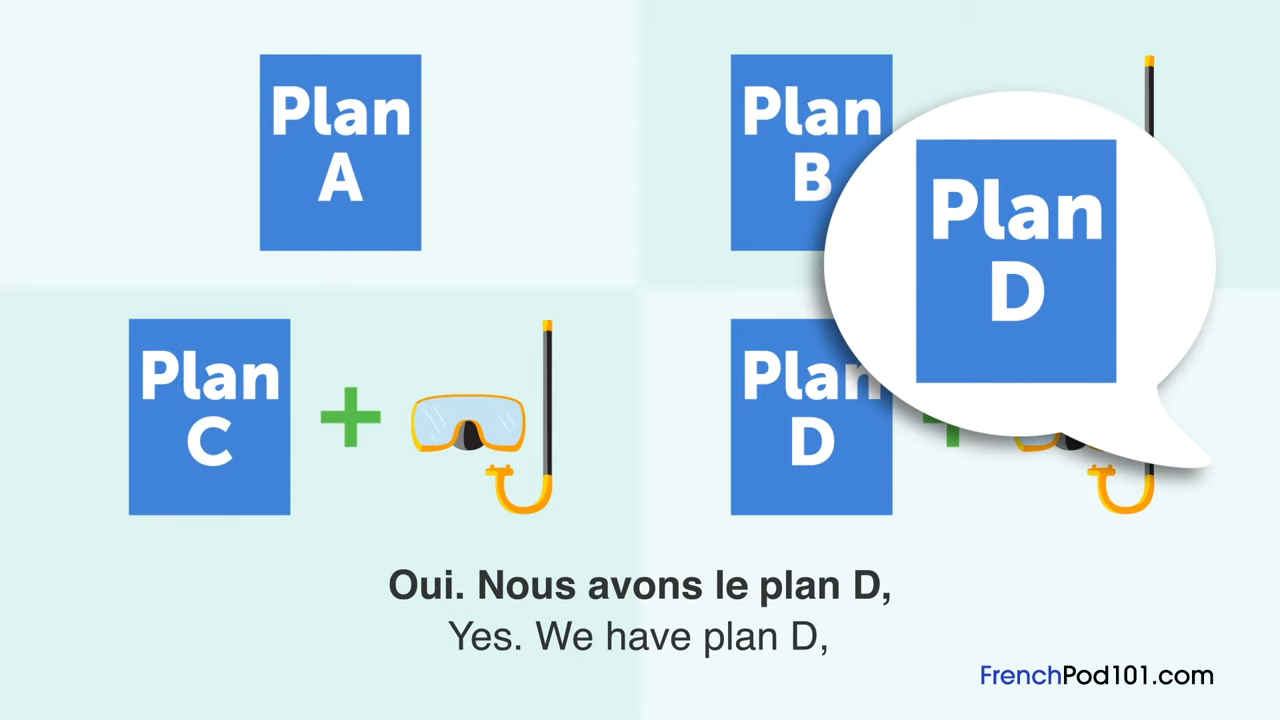 Plan
A
Plan
B
Plan
D
Plan
C
Plan
D
Oui. Nous avons le plan D,
Yes. We have plan D,
FrenchPod101.com